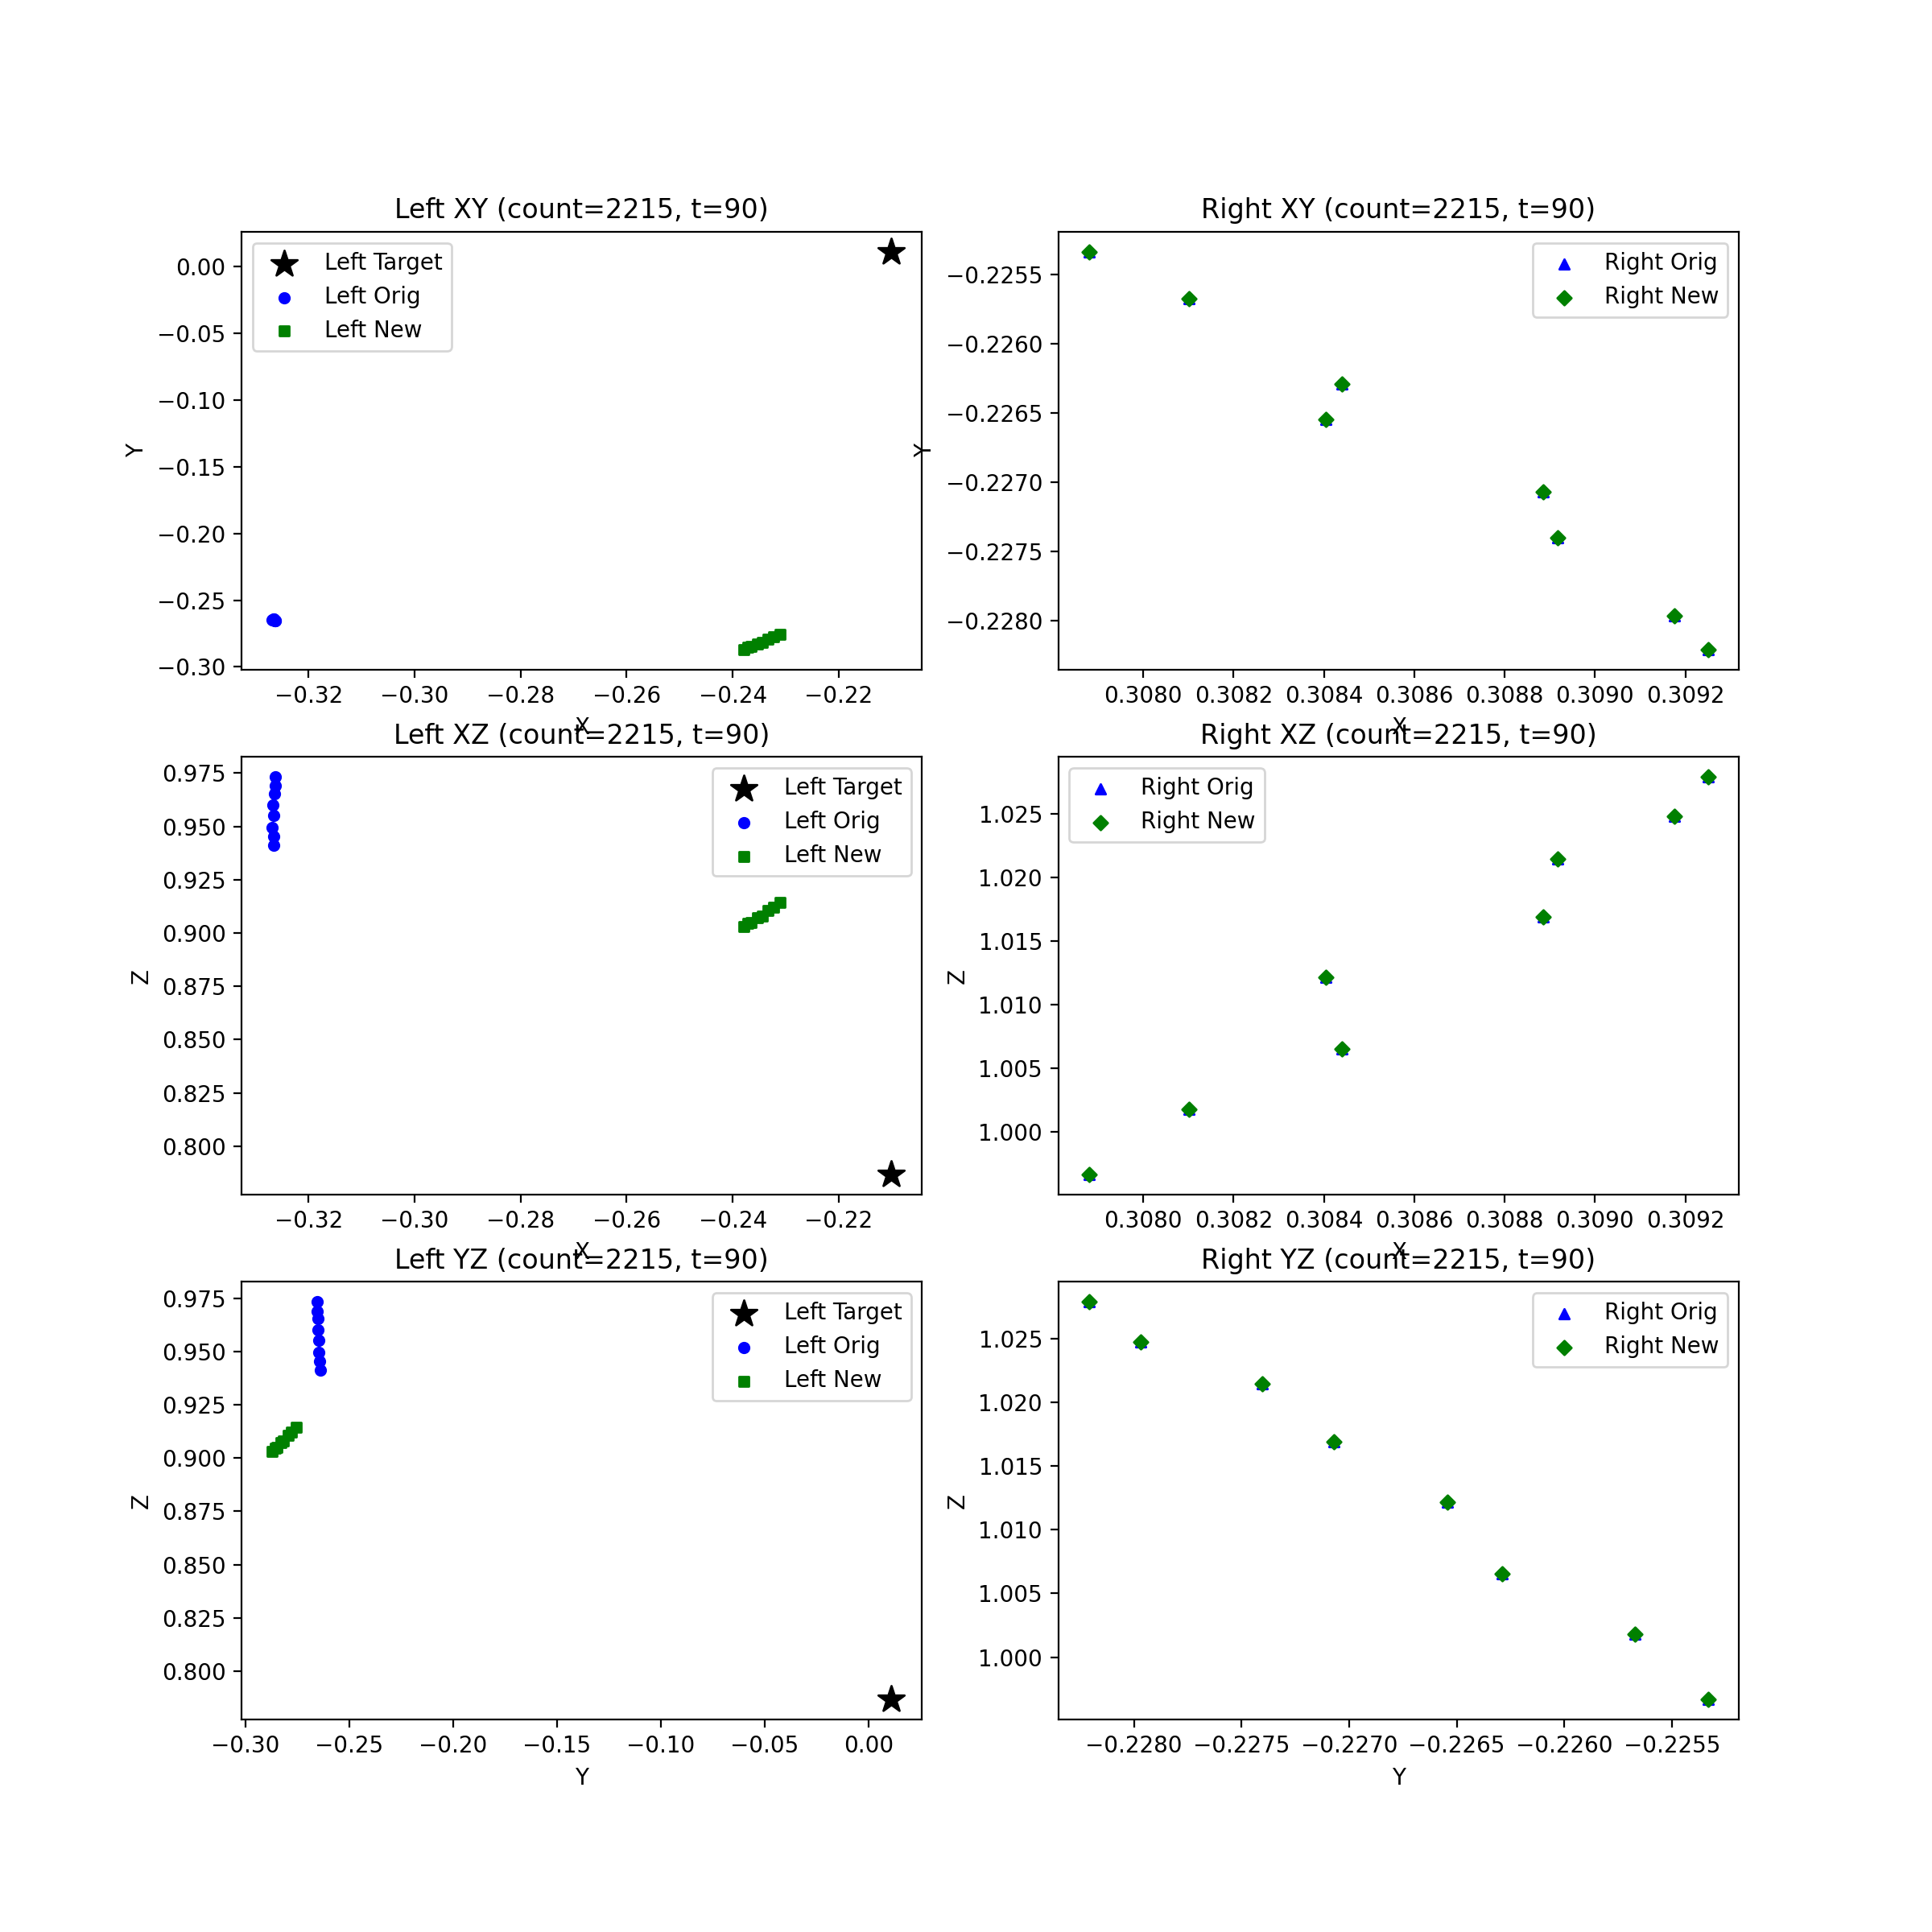 Left XY (count=2215, t=90)
Left Target
Left Orig
Left New
0.00
−0.05
−0.10
−0.15
−0.20
−0.25
−0.30
Y
−0.32 −0.30 −0.28 −0.26 −0.24 −0.22
X
Right XY (count=2215, t=90)
Right Orig
Right New
−0.2255
−0.2260
−0.2265
−0.2270
−0.2275
−0.2280
Y
0.3080 0.3082 0.3084 0.3086 0.3088 0.3090 0.3092
X
Left XZ (count=2215, t=90)
Left Target
Left Orig
Left New
0.975
0.950
0.925
0.900
0.875
0.850
0.825
0.800
Z
−0.32 −0.30 −0.28 −0.26 −0.24 −0.22
X
Right XZ (count=2215, t=90)
Right Orig
Right New
1.025
1.020
1.015
1.010
1.005
1.000
Z
0.3080 0.3082 0.3084 0.3086 0.3088 0.3090 0.3092
X
Left YZ (count=2215, t=90)
Left Target
Left Orig
Left New
0.975
0.950
0.925
0.900
0.875
0.850
0.825
0.800
Z
−0.30 −0.25 −0.20 −0.15 −0.10 −0.05 0.00
Y
Right YZ (count=2215, t=90)
Right Orig
Right New
1.025
1.020
1.015
1.010
1.005
1.000
Z
−0.2280 −0.2275 −0.2270 −0.2265 −0.2260 −0.2255
Y